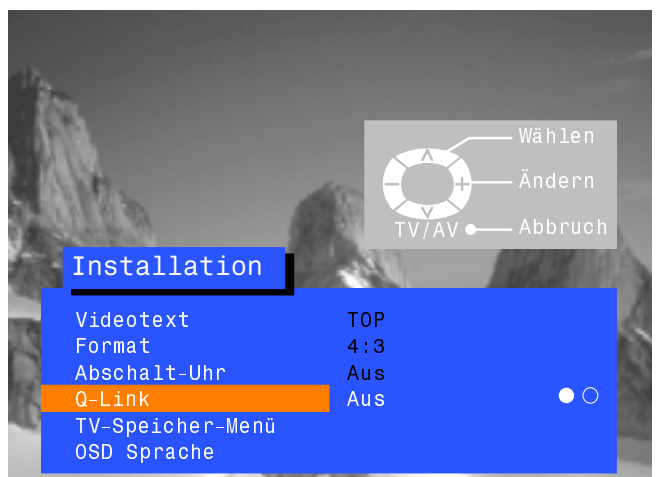 Wählen
Ändern
TV/AV Abbruch
Installation
Videotext TOP
Format 4:3
Abschalt-Uhr Aus
Q-Link Aus
TV-Speicher-Menü
OSD Sprache